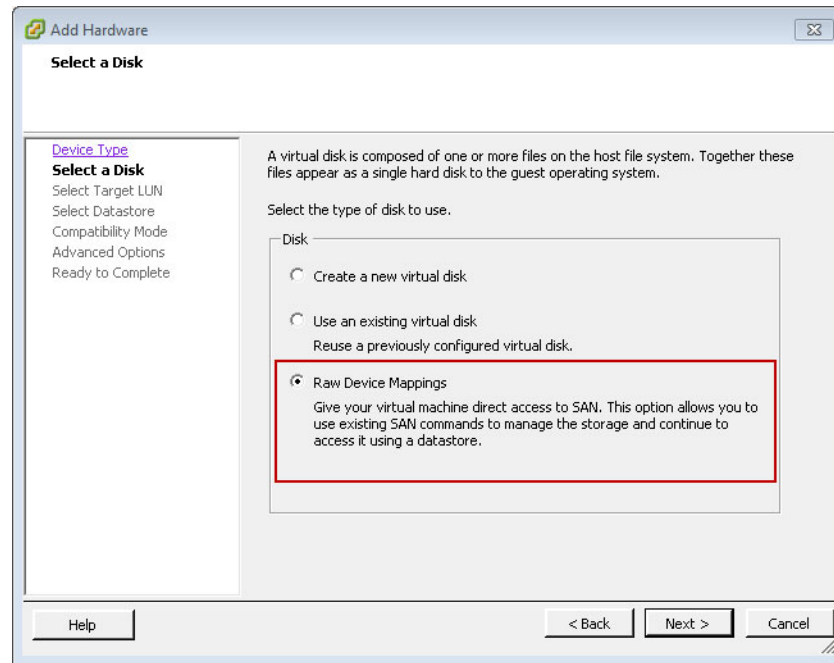 Add Hardware
Select a Disk
Device Type
Select a Disk
Select Target LUN
Select Datastore
Compatibility Mode
Advanced Options
Ready to Complete
A virtual disk is composed of one or more files on the host file system. Together these
files appear as a single hard disk to the guest operating system.
Select the type of disk to use.
Disk
Create a new virtual disk
Use an existing virtual disk
Reuse a previously configured virtual disk.
Raw Device Mappings
Give your virtual machine direct access to SAN. This option allows you to
use existing SAN commands to manage the storage and continue to
access it using a datastore.
Help
< Back
Next >
Cancel